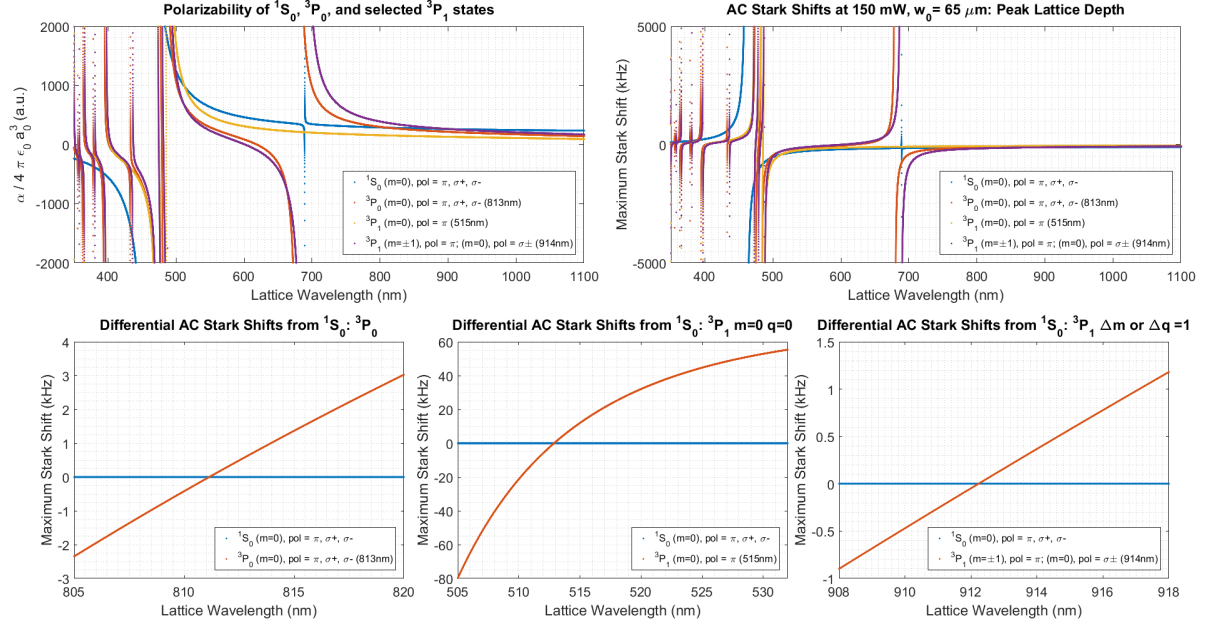 Polarizability of ¹S₀, ³P₀, and selected ³P₁ states
α / 4 π ϵ₀ a₀³ (a.u.)
2000
1000
0
-1000
-2000
400
500
600
700
800
900
1000
1100
Lattice Wavelength (nm)
¹S₀ (m=0), pol = π, σ+, σ-
³P₀ (m=0), pol = π, σ+, σ- (813nm)
³P₁ (m=0), pol = π (515nm)
³P₁ (m=±1), pol = π; (m=0), pol = σ± (914nm)
AC Stark Shifts at 150 mW, w₀= 65 μm: Peak Lattice Depth
Maximum Stark Shift (kHz)
5000
0
-5000
400
500
600
700
800
900
1000
1100
Lattice Wavelength (nm)
¹S₀ (m=0), pol = π, σ+, σ-
³P₀ (m=0), pol = π, σ+, σ- (813nm)
³P₁ (m=0), pol = π (515nm)
³P₁ (m=±1), pol = π; (m=0), pol = σ± (914nm)
Differential AC Stark Shifts from ¹S₀: ³P₀
Maximum Stark Shift (kHz)
4
3
2
1
0
-1
-2
-3
805
810
815
820
Lattice Wavelength (nm)
¹S₀ (m=0), pol = π, σ+, σ-
³P₀ (m=0), pol = π, σ+, σ- (813nm)
Differential AC Stark Shifts from ¹S₀: ³P₁ m=0 q=0
Maximum Stark Shift (kHz)
60
40
20
0
-20
-40
-60
-80
505
510
515
520
525
530
Lattice Wavelength (nm)
¹S₀ (m=0), pol = π, σ+, σ-
³P₁ (m=0), pol = π (515nm)
Differential AC Stark Shifts from ¹S₀: ³P₁ Δm or Δq =1
Maximum Stark Shift (kHz)
1.5
1
0.5
0
-0.5
-1
908
910
912
914
916
918
Lattice Wavelength (nm)
¹S₀ (m=0), pol = π, σ+, σ-
³P₁ (m=±1), pol = π; (m=0), pol = σ± (914nm)